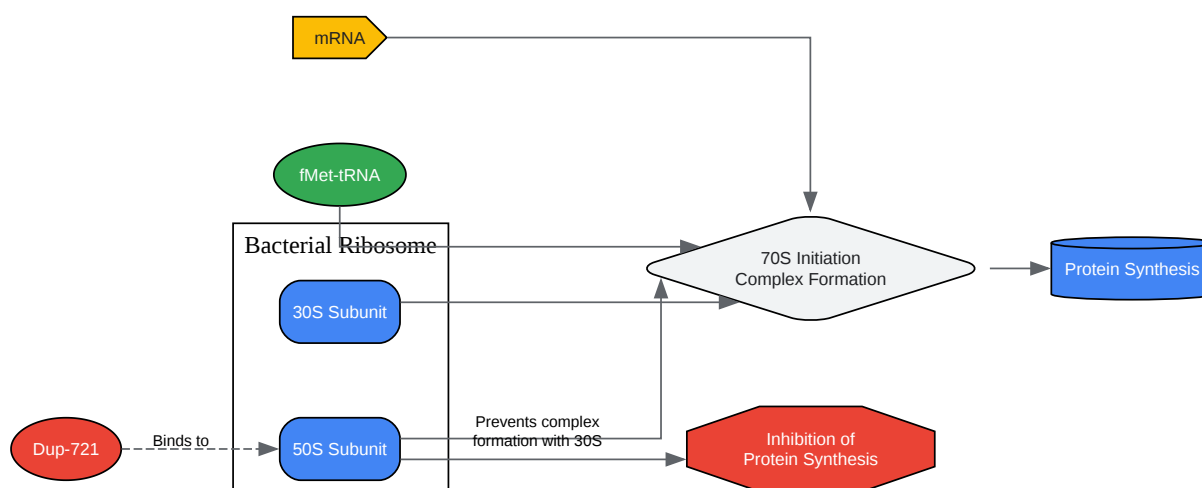 mRNA
fMet-tRNA
Bacterial Ribosome
70S Initiation
Complex Formation
Protein Synthesis
30S Subunit
Prevents complex
formation with 30S
Dup-721
Binds to
50S Subunit
Inhibition of
Protein Synthesis